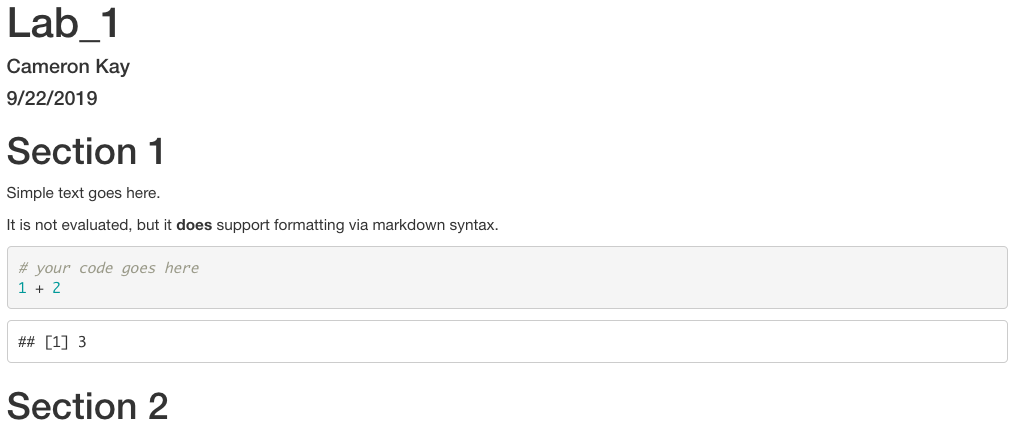 Lab_1
Cameron Kay
9/22/2019
Section 1
Simple text goes here.
It is not evaluated, but it does support formatting via markdown syntax.
# your code goes here
1 + 2
## [1] 3
Section 2